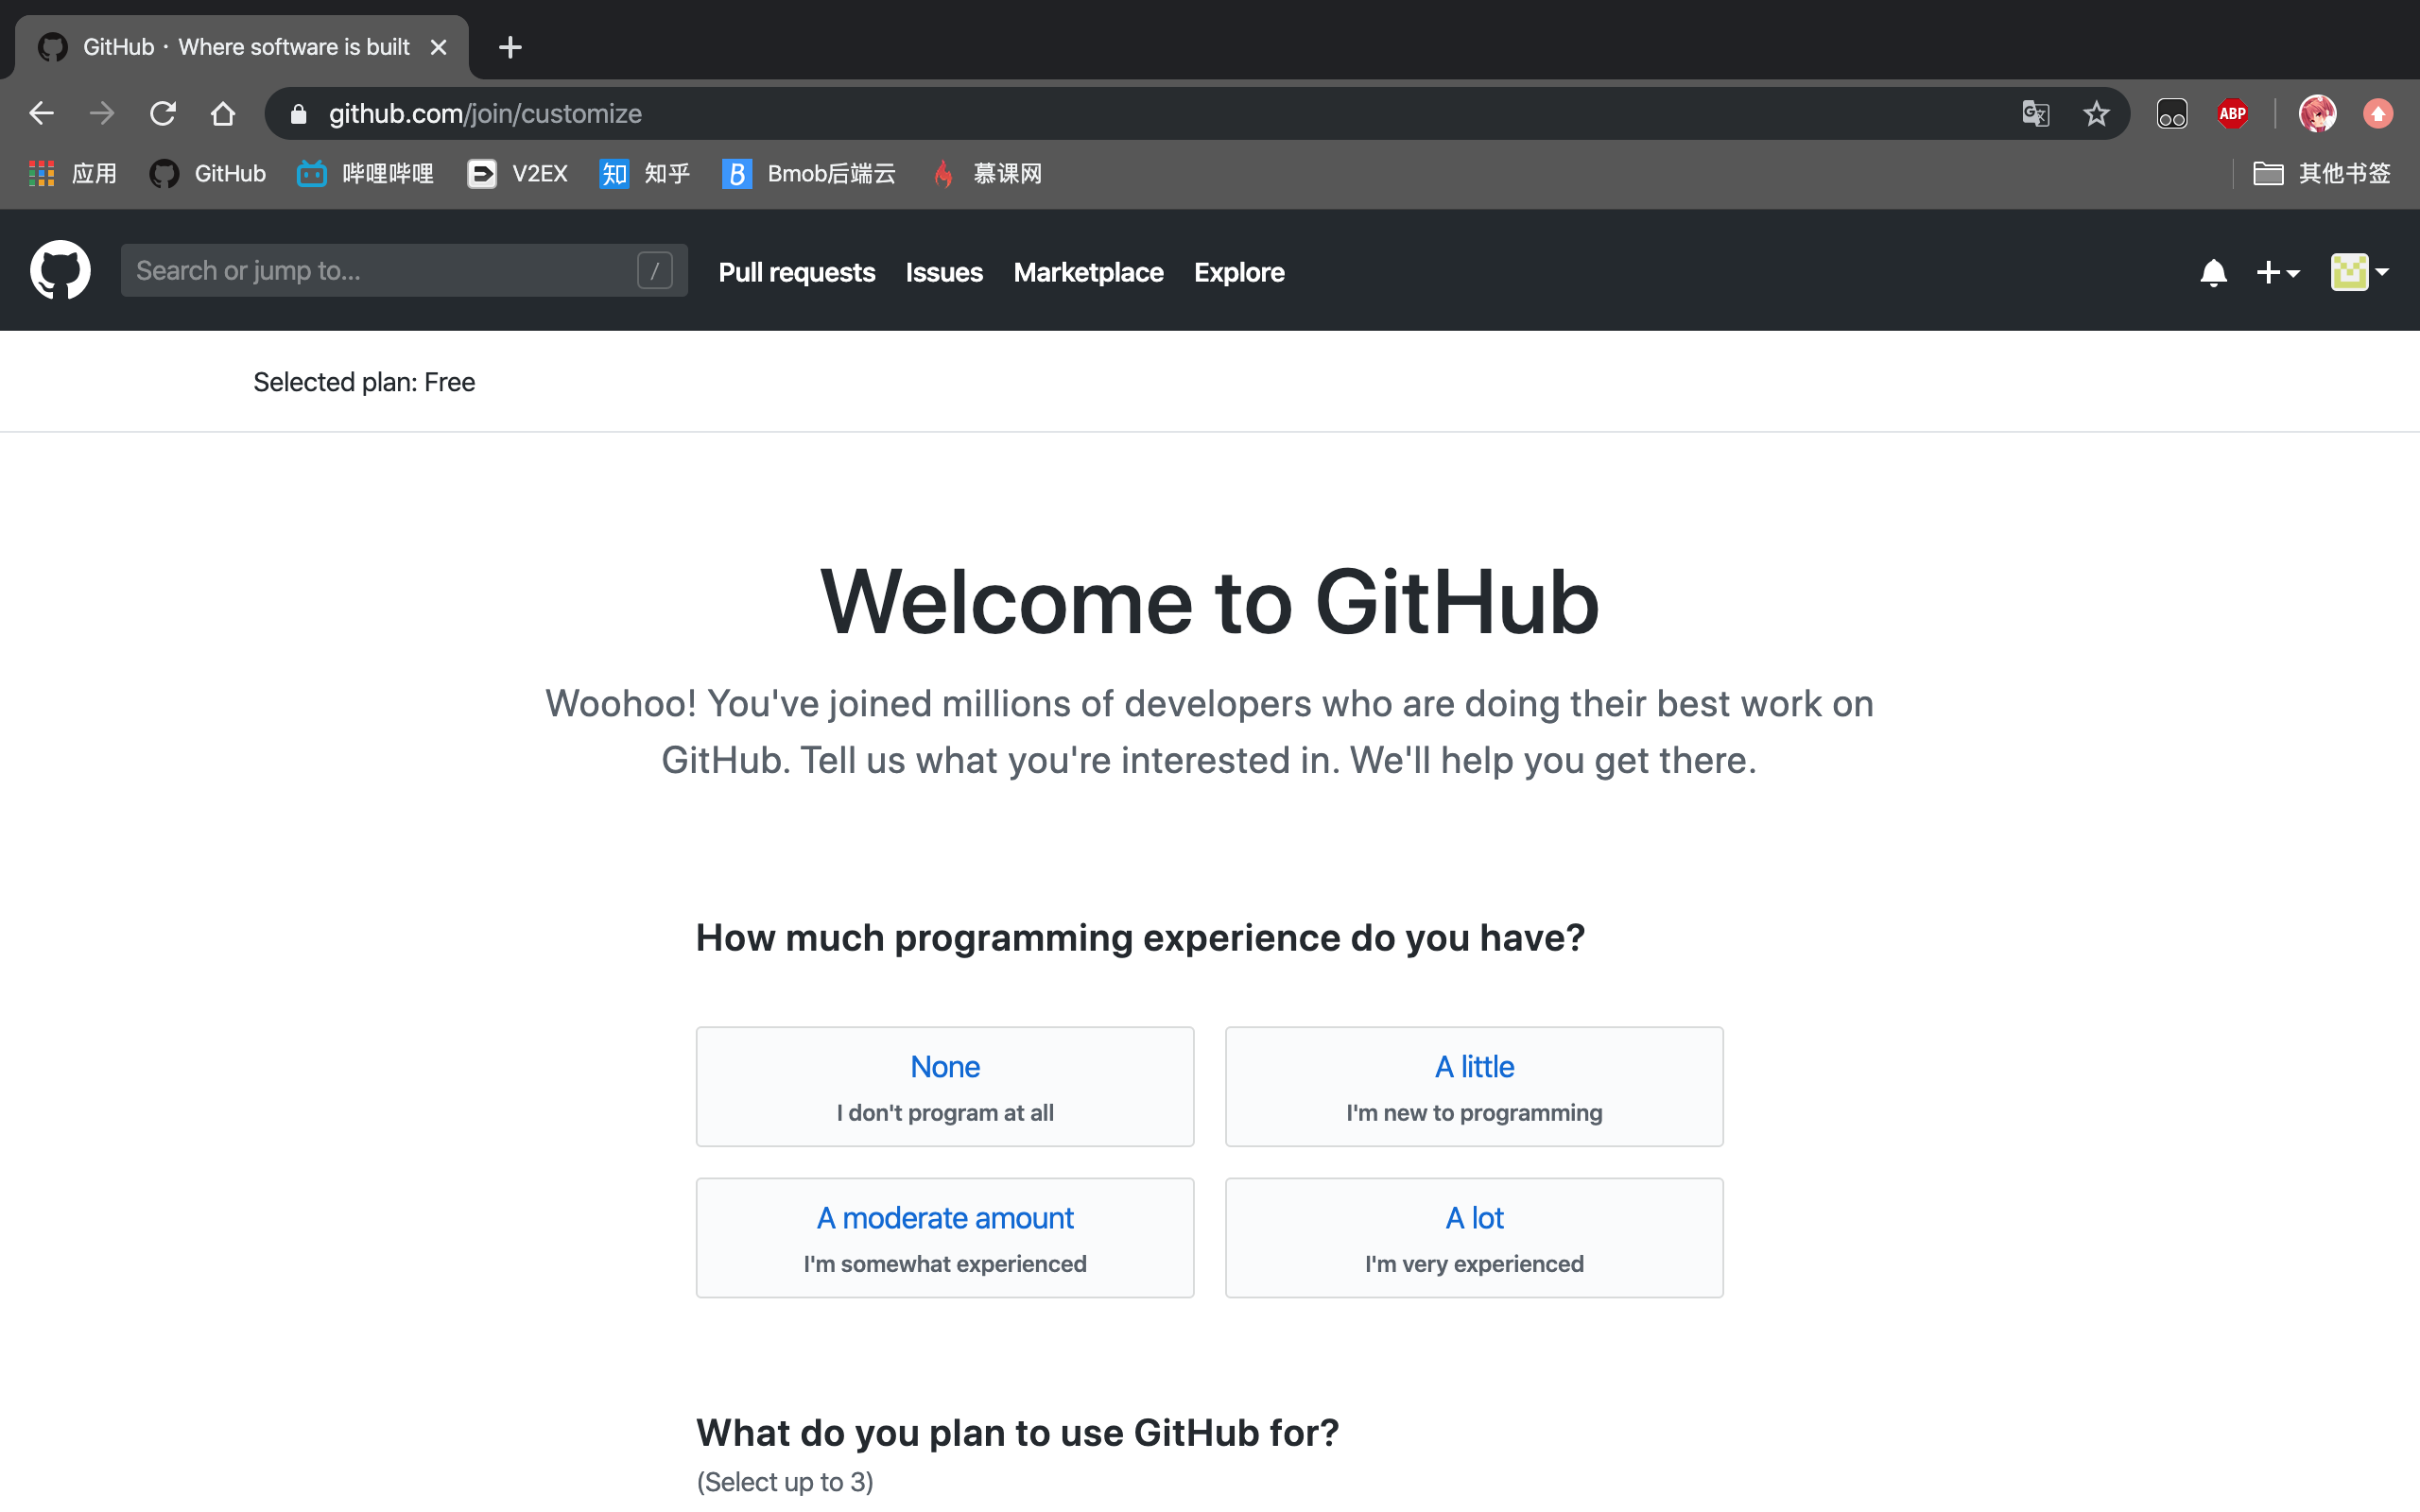 GitHub · Where software is built
github.com/join/customize
ABP
应用
GitHub
哔哩哔哩
V2EX
知 知乎
B Bmob后端云
慕课网
其他书签
Search or jump to...
/
Pull requests
Issues
Marketplace
Explore
Selected plan: Free
Welcome to GitHub
Woohoo! You've joined millions of developers who are doing their best work on
GitHub. Tell us what you're interested in. We'll help you get there.
How much programming experience do you have?
None
I don't program at all
A little
I'm new to programming
A moderate amount
I'm somewhat experienced
A lot
I'm very experienced
What do you plan to use GitHub for?
(Select up to 3)